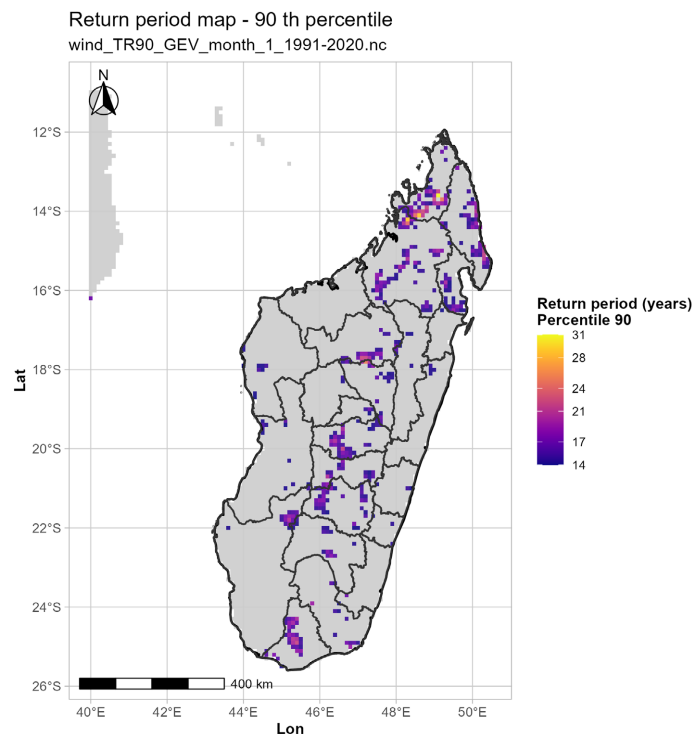 Return period map - 90 th percentile
wind_TR90_GEV_month_1_1991-2020.nc
N
12°S
14°S
16°S
18°S
20°S
22°S
24°S
26°S
Lat
400 km
40°E
42°E
44°E
46°E
48°E
50°E
Lon
Return period (years)
Percentile 90
31
28
24
21
17
14